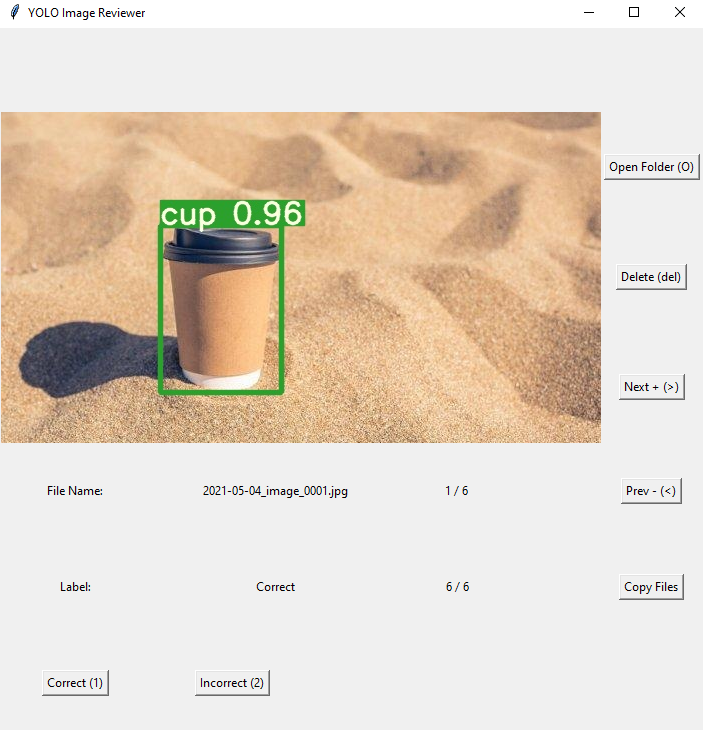 YOLO Image Reviewer
cup 0.96
Open Folder (O)
Delete (del)
Next + (>)
File Name: 2021-05-04_image_0001.jpg 1 / 6 Prev - (<)
Label: Correct 6 / 6 Copy Files
Correct (1) Incorrect (2)